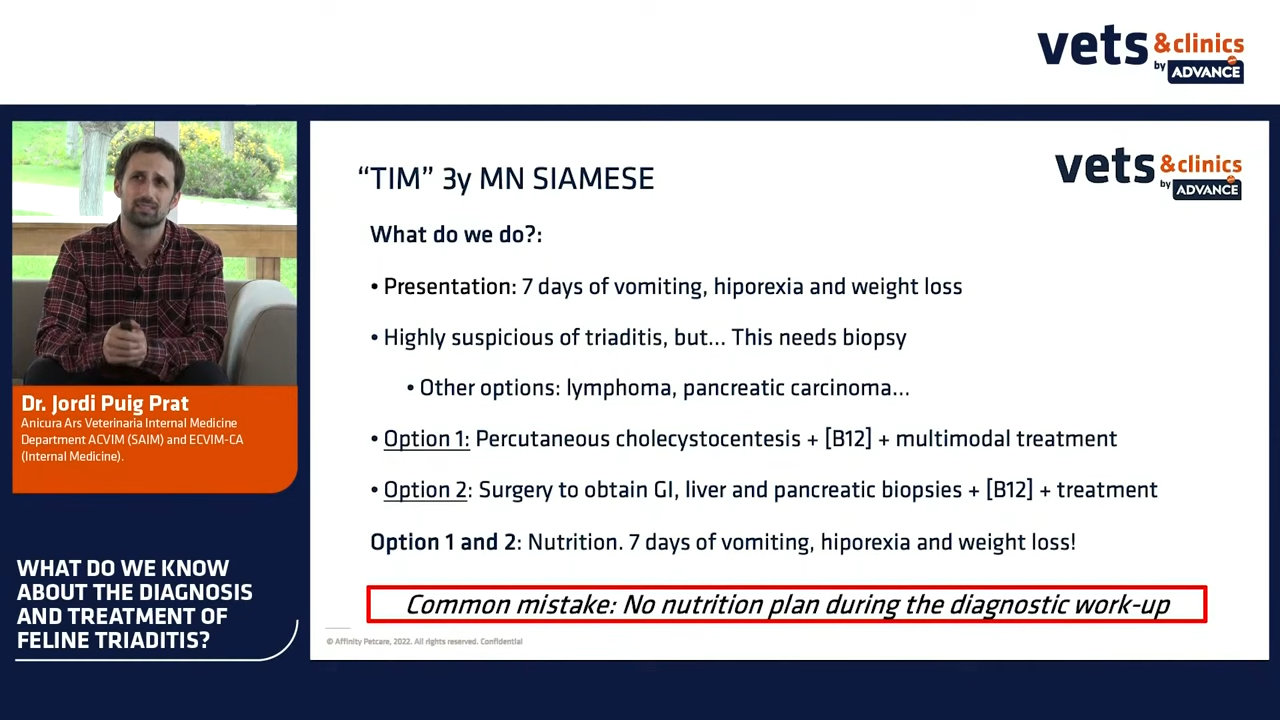 vets &clinics
by ADVANCE
vets &clinics
by ADVANCE
"TIM" 3y MN SIAMESE
What do we do?:
• Presentation: 7 days of vomiting, hiporexia and weight loss
• Highly suspicious of triaditis, but... This needs biopsy
• Other options: lymphoma, pancreatic carcinoma...
• Option 1: Percutaneous cholecystocentesis + [B12] + multimodal treatment
• Option 2: Surgery to obtain GI, liver and pancreatic biopsies + [B12] + treatment
Option 1 and 2: Nutrition. 7 days of vomiting, hiporexia and weight loss!
Common mistake: No nutrition plan during the diagnostic work-up
© Affinity Petcare, 2022. All rights reserved. Confidential
Dr. Jordi Puig Prat
Anicura Ars Veterinaria Internal Medicine
Department ACVIM (SAIM) and ECVIM-CA
(Internal Medicine).
WHAT DO WE KNOW
ABOUT THE DIAGNOSIS
AND TREATMENT OF
FELINE TRIADITIS?